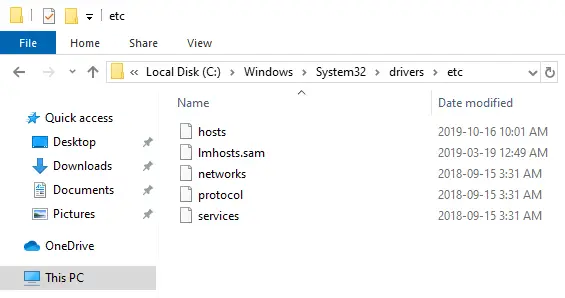 etc
File Home Share View
« Local Disk (C:) > Windows > System32 > drivers > etc
Name Date modified
Quick access
Desktop
Downloads
Documents
Pictures
OneDrive
This PC
hosts 2019-10-16 10:01 AM
lmhosts.sam 2019-03-19 12:49 AM
networks 2018-09-15 3:31 AM
protocol 2018-09-15 3:31 AM
services 2018-09-15 3:31 AM